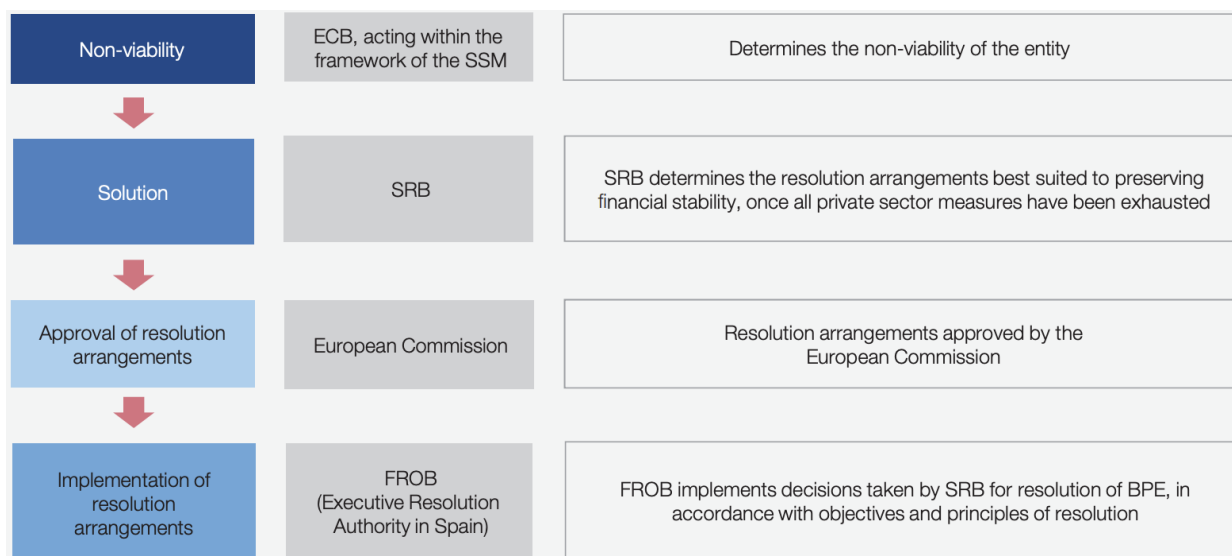 Non-viability
ECB, acting within the
framework of the SSM
Determines the non-viability of the entity
Solution
SRB
SRB determines the resolution arrangements best suited to preserving
financial stability, once all private sector measures have been exhausted
Approval of resolution
arrangements
European Commission
Resolution arrangements approved by the
European Commission
Implementation of
resolution
arrangements
FROB
(Executive Resolution
Authority in Spain)
FROB implements decisions taken by SRB for resolution of BPE, in
accordance with objectives and principles of resolution